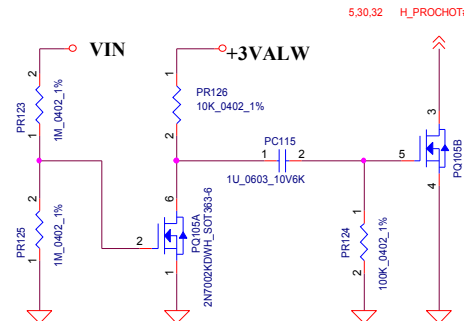 5,30,32 H_PROCHOT#
VIN
+3VALW
2
PR123
1M_0402_1%
1
1
PR126
10K_0402_1%
2
PC115
1 2
1U_0603_10V6K
3
5
PQ105B
4
2
PR125
1M_0402_1%
1
6
2
PQ105A
2N7002KDWH_SOT363-6
1
1
PR124
100K_0402_1%
2